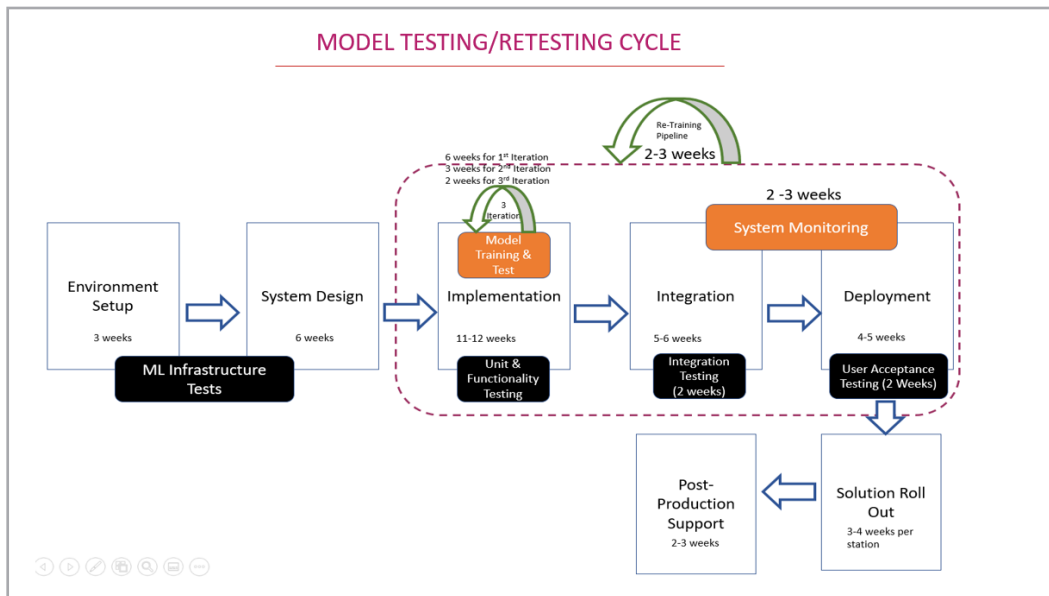 MODEL TESTING/RETESTING CYCLE
Re-Training
Pipeline
2-3 weeks
6 weeks for 1st Iteration
3 weeks for 2nd Iteration
2 weeks for 3rd Iteration
3
Iteration
2 -3 weeks
System Monitoring
Model
Training &
Test
Environment
Setup
3 weeks
System Design
6 weeks
ML Infrastructure
Tests
Implementation
11-12 weeks
Unit &
Functionality
Testing
Integration
5-6 weeks
Integration
Testing
(2 weeks)
Deployment
4-5 weeks
User Acceptance
Testing (2 Weeks)
Post-
Production
Support
2-3 weeks
Solution Roll
Out
3-4 weeks per
station